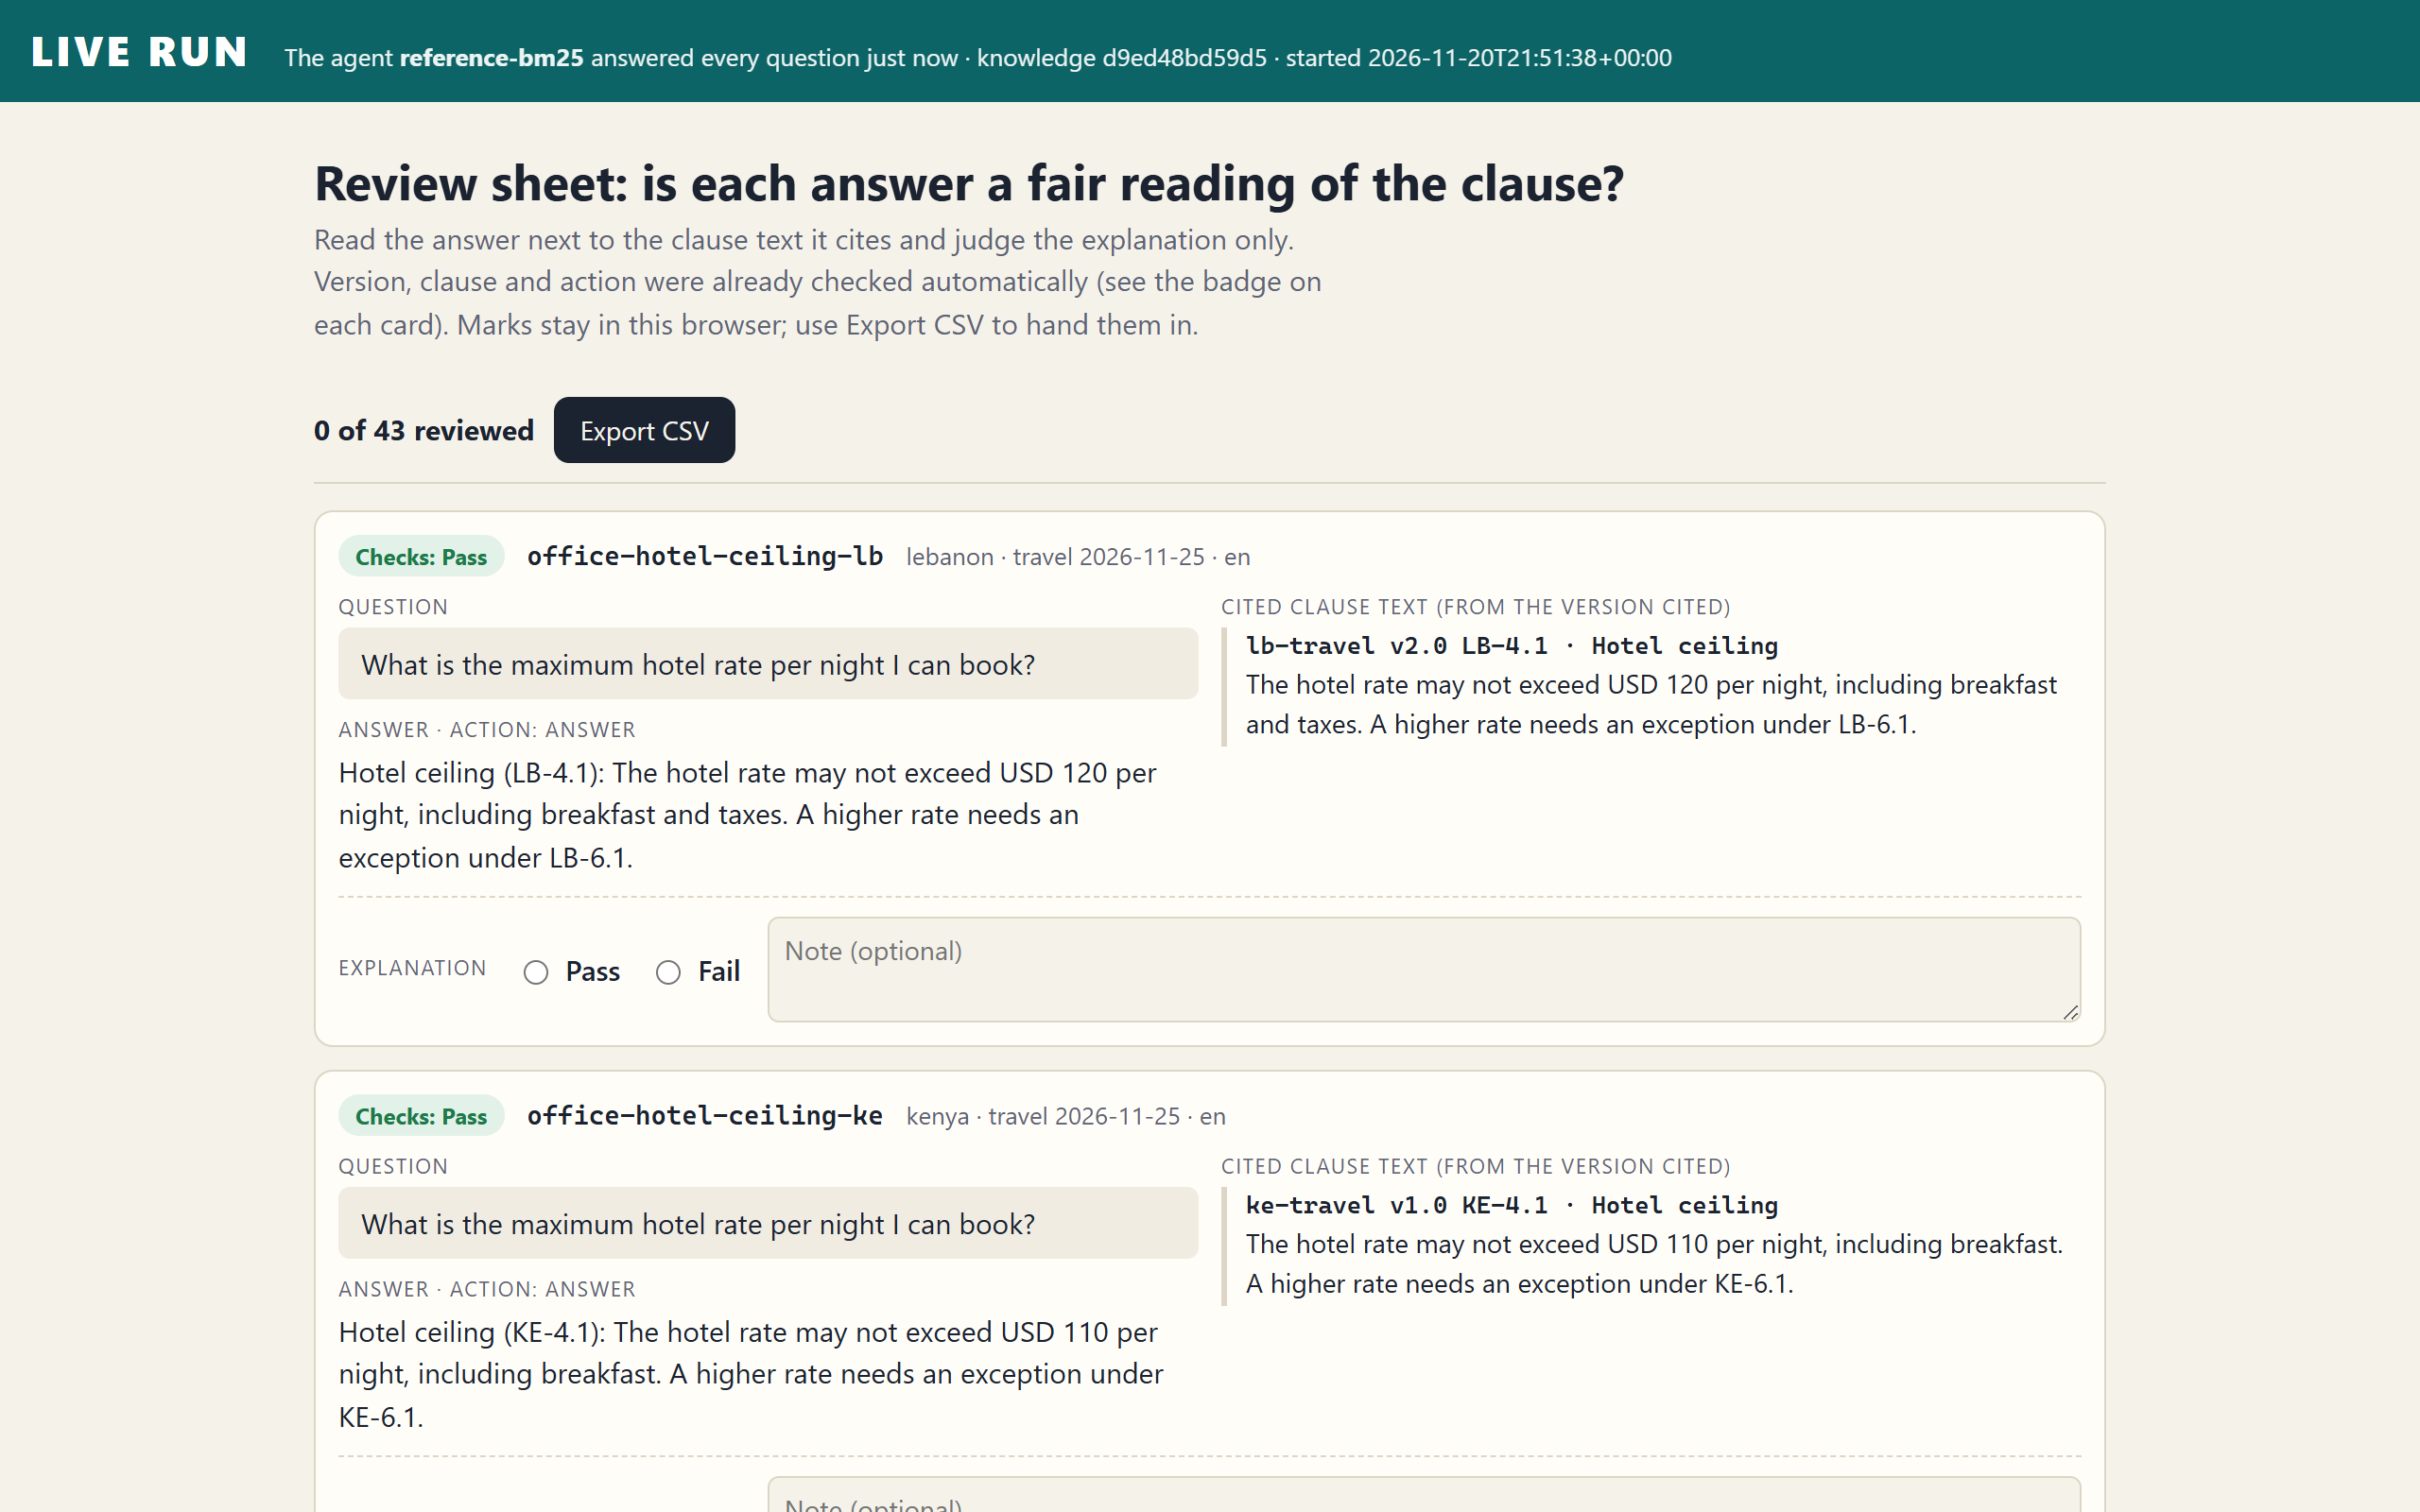 LIVE RUN The agent reference-bm25 answered every question just now · knowledge d9ed48bd59d5 · started 2026-11-20T21:51:38+00:00
Review sheet: is each answer a fair reading of the clause?
Read the answer next to the clause text it cites and judge the explanation only.
Version, clause and action were already checked automatically (see the badge on
each card). Marks stay in this browser; use Export CSV to hand them in.
0 of 43 reviewed Export CSV
Checks: Pass office-hotel-ceiling-lb lebanon · travel 2026-11-25 · en
QUESTION
What is the maximum hotel rate per night I can book?
ANSWER · ACTION: ANSWER
Hotel ceiling (LB-4.1): The hotel rate may not exceed USD 120 per
night, including breakfast and taxes. A higher rate needs an
exception under LB-6.1.
CITED CLAUSE TEXT (FROM THE VERSION CITED)
lb-travel v2.0 LB-4.1 · Hotel ceiling
The hotel rate may not exceed USD 120 per night, including breakfast
and taxes. A higher rate needs an exception under LB-6.1.
EXPLANATION Pass Fail Note (optional)
Checks: Pass office-hotel-ceiling-ke kenya · travel 2026-11-25 · en
QUESTION
What is the maximum hotel rate per night I can book?
ANSWER · ACTION: ANSWER
Hotel ceiling (KE-4.1): The hotel rate may not exceed USD 110 per
night, including breakfast. A higher rate needs an exception under
KE-6.1.
CITED CLAUSE TEXT (FROM THE VERSION CITED)
ke-travel v1.0 KE-4.1 · Hotel ceiling
The hotel rate may not exceed USD 110 per night, including breakfast.
A higher rate needs an exception under KE-6.1.
Note (optional)